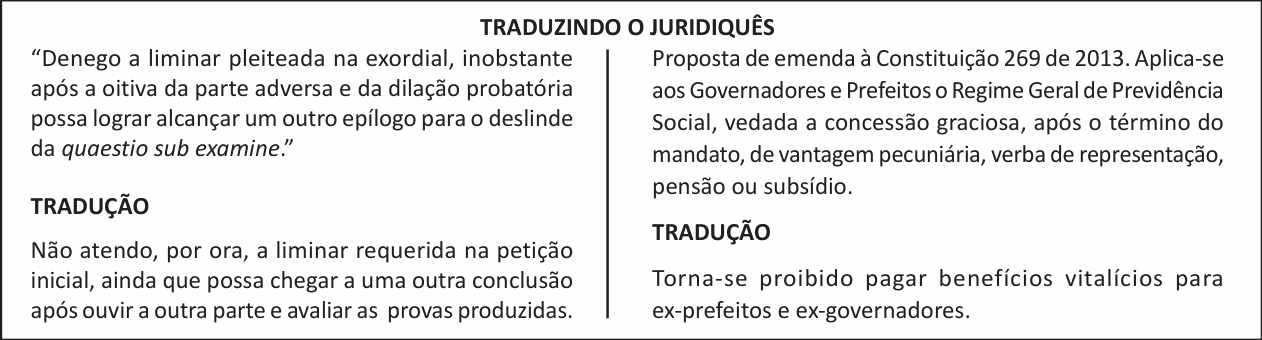 TRADUZINDO O JURIDIQUÊS
“Denego a liminar pleiteada na exordial, inobstante
após a oitiva da parte adversa e da dilação probatória
possa lograr alcançar um outro epílogo para o deslinde
da quaestio sub examine.”
TRADUÇÃO
Não atendo, por ora, a liminar requerida na petição
inicial, ainda que possa chegar a uma outra conclusão
após ouvir a outra parte e avaliar as provas produzidas.
Proposta de emenda à Constituição 269 de 2013. Aplica-se
aos Governadores e Prefeitos o Regime Geral de Previdência
Social, vedada a concessão graciosa, após o término do
mandato, de vantagem pecuniária, verba de representação,
pensão ou subsídio.
TRADUÇÃO
Torna-se proibido pagar benefícios vitalícios para
ex-prefeitos e ex-governadores.